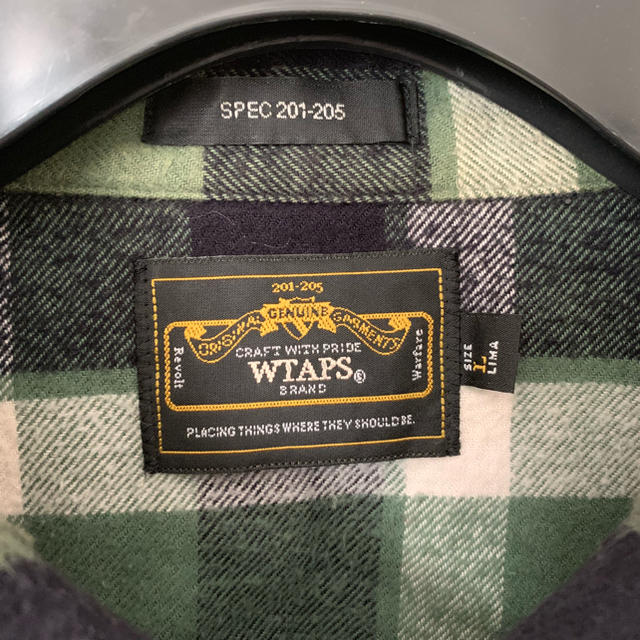 SPEC 201-205
201-205
ORIGINAL GENUINE GARMENTS
CRAFT WITH PRIDE
WTAPS®
BRAND
Revolt
Warfare
PLACING THINGS WHERE THEY SHOULD BE.
SIZE
L
LIMA